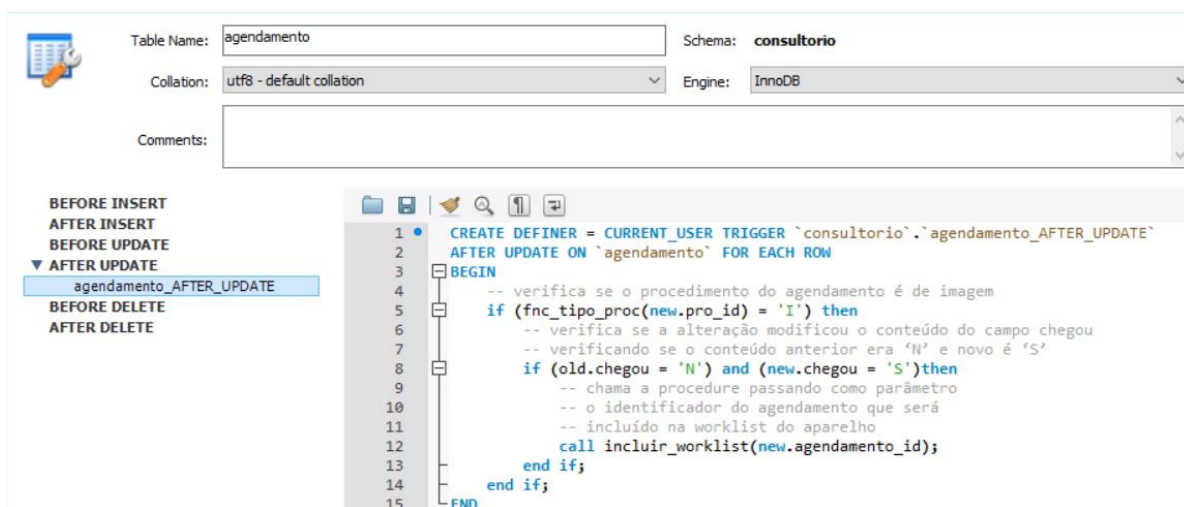 Table Name: agendamento Schema: consultorio
Collation: utf8 - default collation Engine: InnoDB
Comments:
BEFORE INSERT
AFTER INSERT
BEFORE UPDATE
AFTER UPDATE
agendamento_AFTER_UPDATE
BEFORE DELETE
AFTER DELETE
1 CREATE DEFINER = CURRENT_USER TRIGGER `consultorio`.`agendamento_AFTER_UPDATE`
2 AFTER UPDATE ON `agendamento` FOR EACH ROW
3 BEGIN
4 -- verifica se o procedimento do agendamento é de imagem
5 if (fnc_tipo_proc(new.pro_id) = 'I') then
6 -- verifica se a alteração modificou o conteúdo do campo chegou
7 -- verificando se o conteúdo anterior era ‘N’ e novo é ‘S’
8 if (old.chegou = 'N') and (new.chegou = 'S')then
9 -- chama a procedure passando como parâmetro
10 -- o identificador do agendamento que será
11 -- incluído na worklist do aparelho
12 call incluir_worklist(new.agendamento_id);
13 end if;
14 end if;
15 END